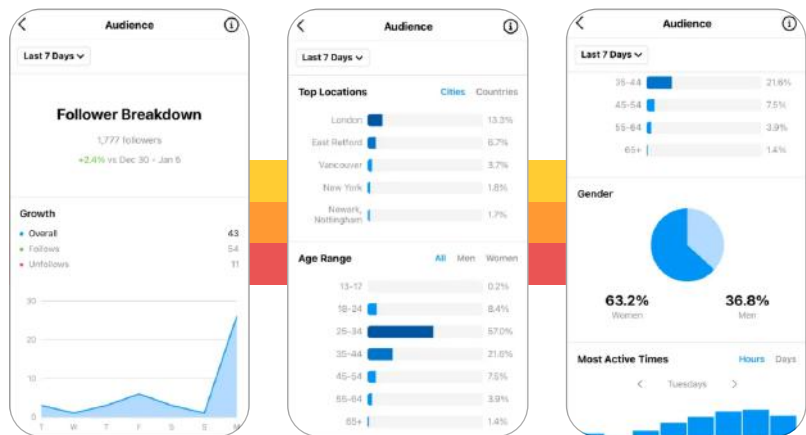 Audience
Last 7 Days
Follower Breakdown
1,777 followers
+2.4% vs Dec 30 - Jan 5
Growth
Overall 43
Follows 54
Unfollows 11
30
20
10
0
T W T F S S M
Audience
Last 7 Days
Top Locations Cities Countries
London 13.3%
East Retford 6.7%
Vancouver 3.7%
New York 1.8%
Newark,
Nottingham 1.7%
Age Range All Men Women
13-17 0.2%
18-24 8.4%
25-34 57.0%
35-44 21.6%
45-54 7.5%
55-64 3.9%
65+ 1.4%
Audience
Last 7 Days
35-44 21.6%
45-54 7.5%
55-64 3.9%
65+ 1.4%
Gender
63.2% 36.8%
Women Men
Most Active Times Hours Days
Tuesdays